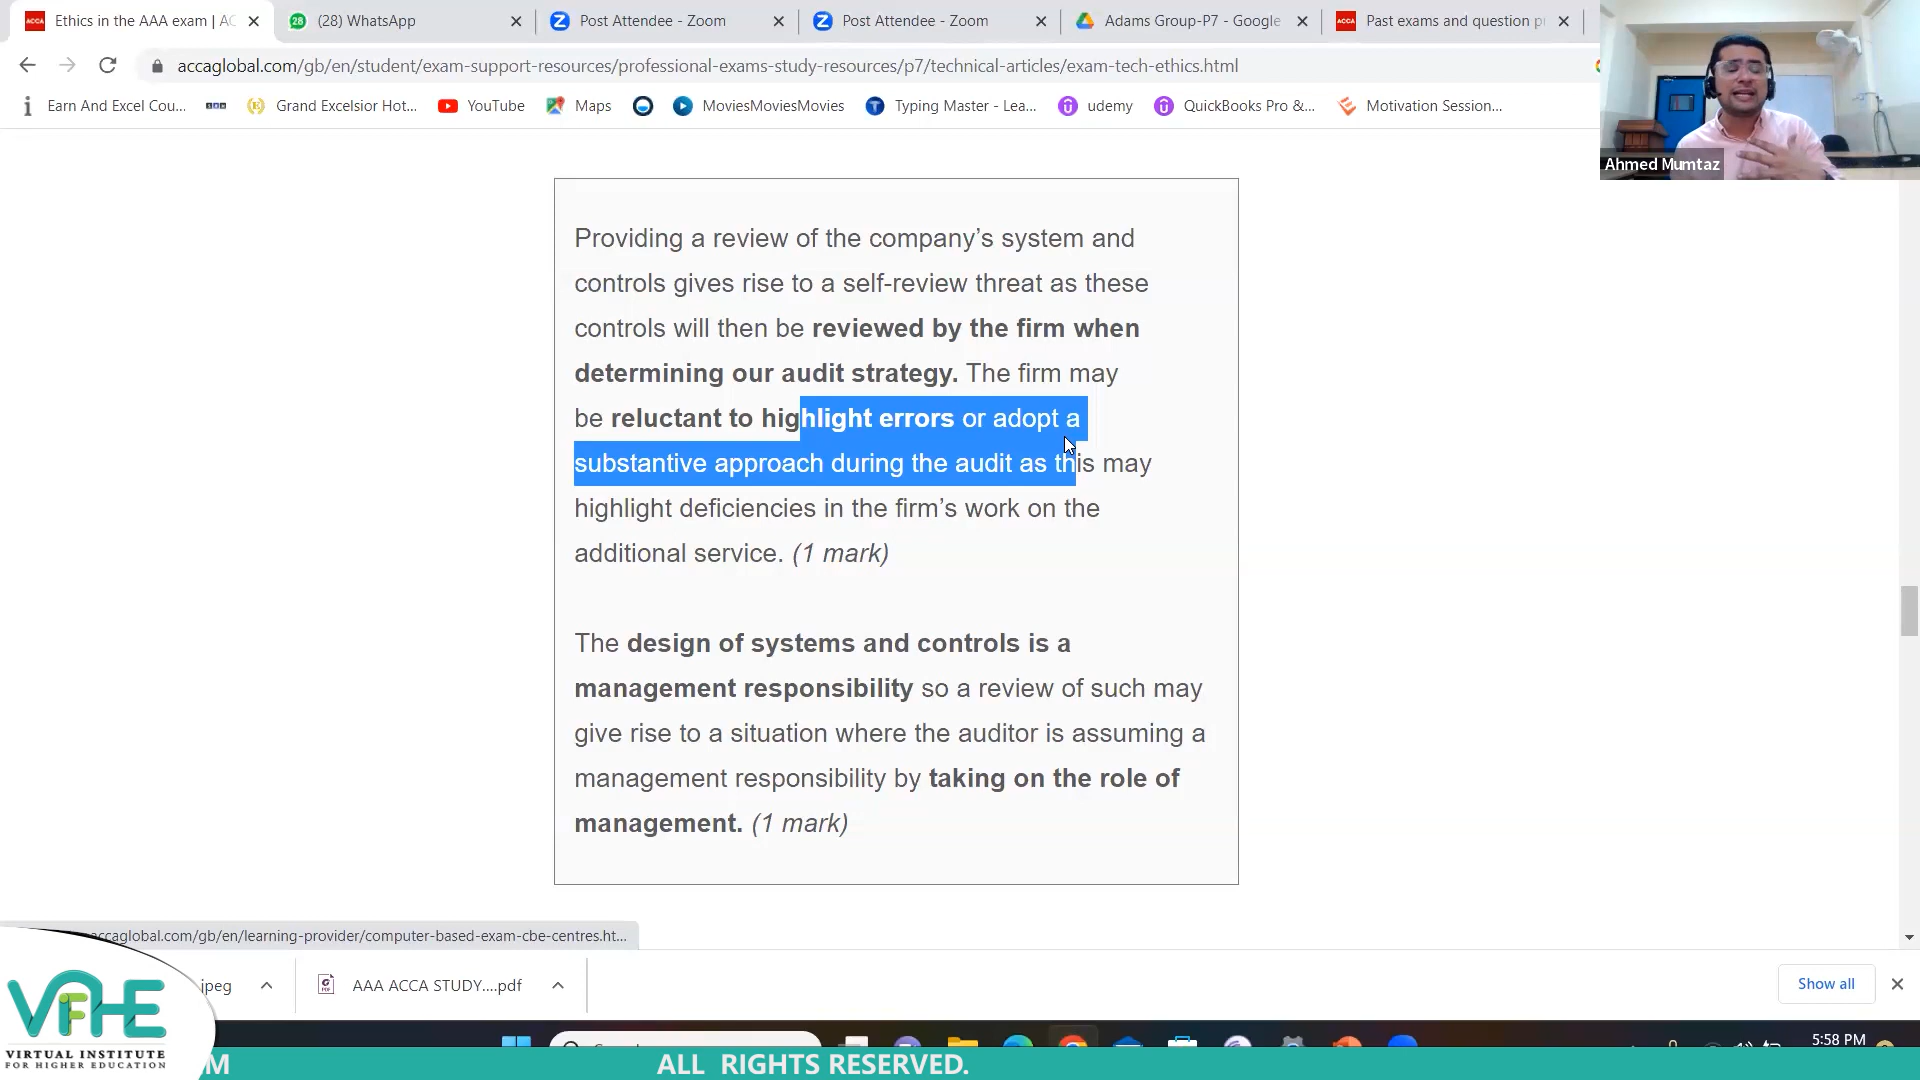 Ethics in the AAA exam | AC
(28) WhatsApp
Post Attendee - Zoom
Post Attendee - Zoom
Adams Group-P7 - Google
Past exams and question p
accaglobal.com/gb/en/student/exam-support-resources/professional-exams-study-resources/p7/technical-articles/exam-tech-ethics.html
Earn And Excel Cou...
Grand Excelsior Hot...
YouTube
Maps
MoviesMoviesMovies
Typing Master - Lea...
udemy
QuickBooks Pro &...
Motivation Session...
Ahmed Mumtaz
Providing a review of the company’s system and
controls gives rise to a self-review threat as these
controls will then be reviewed by the firm when
determining our audit strategy. The firm may
be reluctant to highlight errors or adopt a
substantive approach during the audit as this may
highlight deficiencies in the firm’s work on the
additional service. (1 mark)
The design of systems and controls is a
management responsibility so a review of such may
give rise to a situation where the auditor is assuming a
management responsibility by taking on the role of
management. (1 mark)
accaglobal.com/gb/en/learning-provider/computer-based-exam-cbe-centres.ht...
jpeg
AAA ACCA STUDY....pdf
Show all
5:58 PM
VIFHE
VIRTUAL INSTITUTE
FOR HIGHER EDUCATION
M
ALL RIGHTS RESERVED.